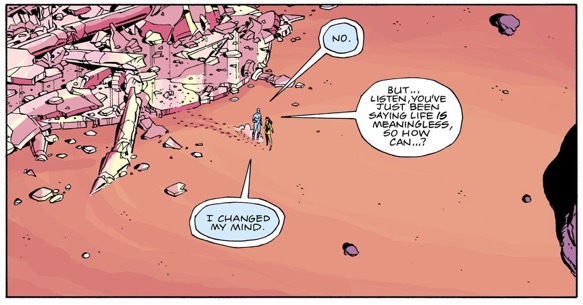 NO.
BUT...
LISTEN, YOU'VE
JUST BEEN
SAYING LIFE IS
MEANINGLESS,
SO HOW
CAN...?
I CHANGED
MY MIND.